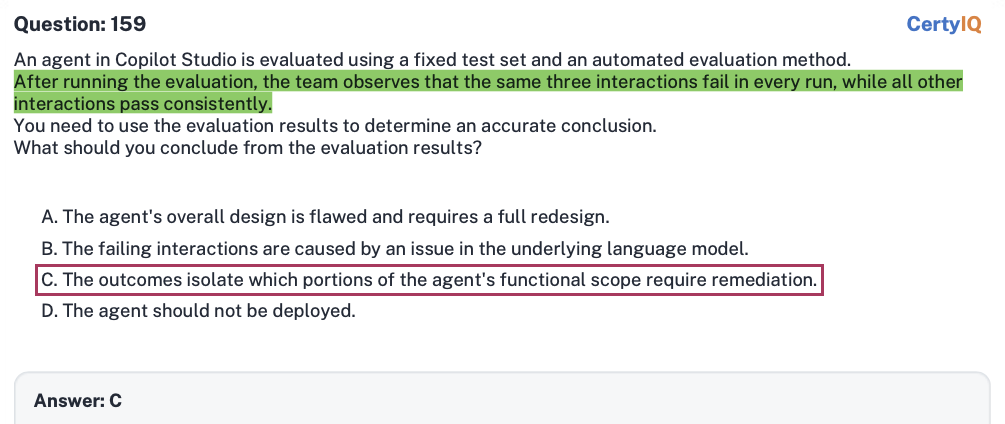 Question: 159
CertyIQ
An agent in Copilot Studio is evaluated using a fixed test set and an automated evaluation method.
After running the evaluation, the team observes that the same three interactions fail in every run, while all other
interactions pass consistently.
You need to use the evaluation results to determine an accurate conclusion.
What should you conclude from the evaluation results?
A. The agent's overall design is flawed and requires a full redesign.
B. The failing interactions are caused by an issue in the underlying language model.
C. The outcomes isolate which portions of the agent's functional scope require remediation.
D. The agent should not be deployed.
Answer: C